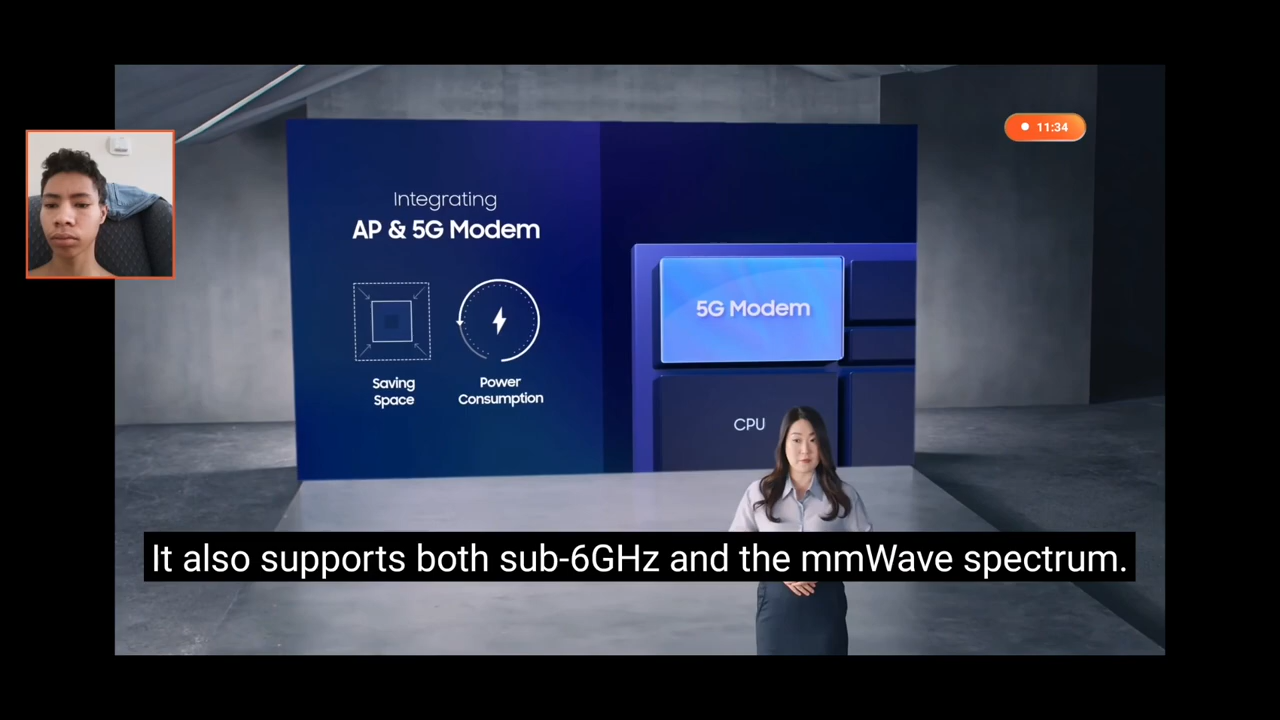 11:34
Integrating
AP & 5G Modem
Saving
Space
Power
Consumption
5G Modem
CPU
It also supports both sub-6GHz and the mmWave spectrum.